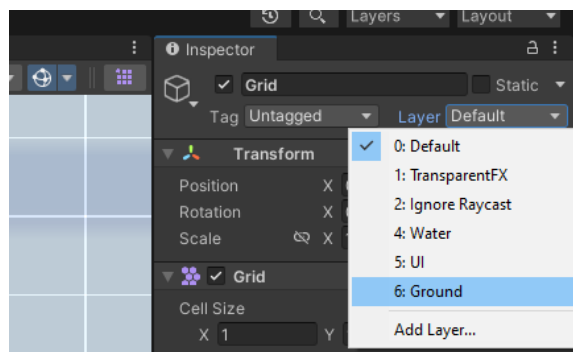 Layers Layout
Inspector
Grid Static
Tag Untagged Layer Default
0: Default
1: TransparentFX
2: Ignore Raycast
4: Water
5: UI
6: Ground
Add Layer...
Transform
Position X
Rotation X
Scale X
Grid
Cell Size
X 1 Y